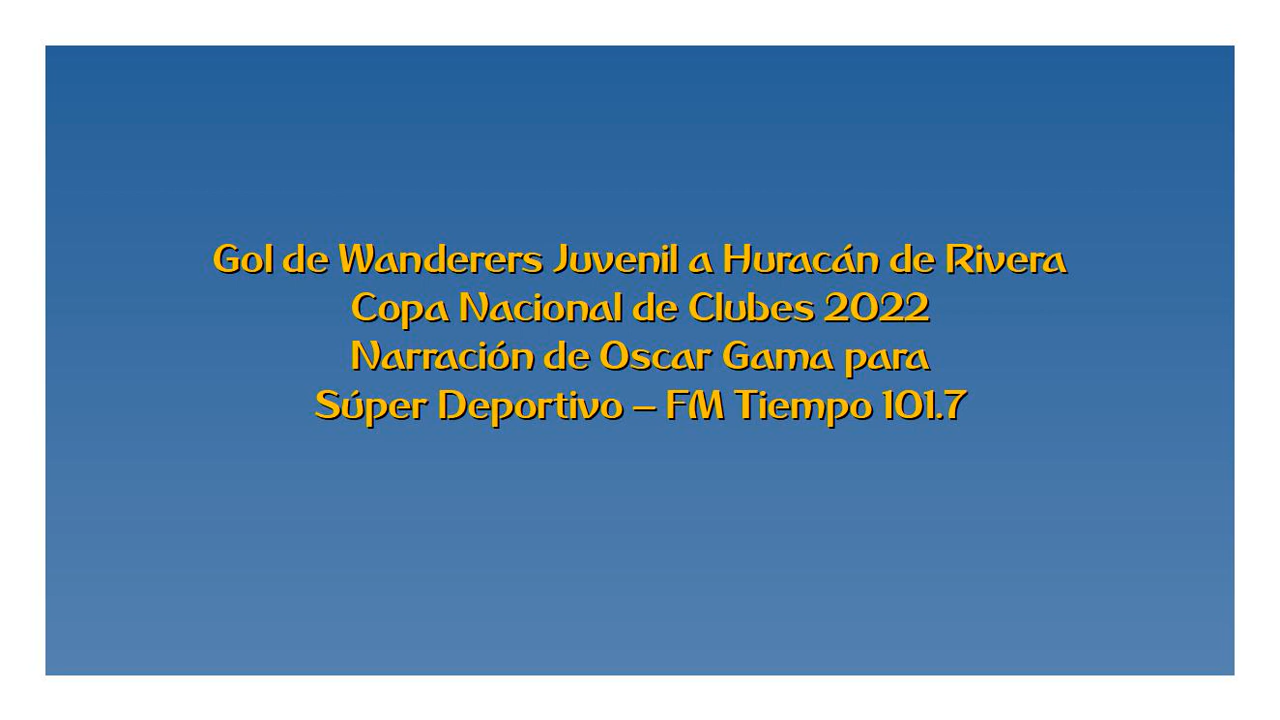 Gol de Wanderers Juvenil a Huracán de Rivera
Copa Nacional de Clubes 2022
Narración de Oscar Gama para
Súper Deportivo – FM Tiempo 101.7